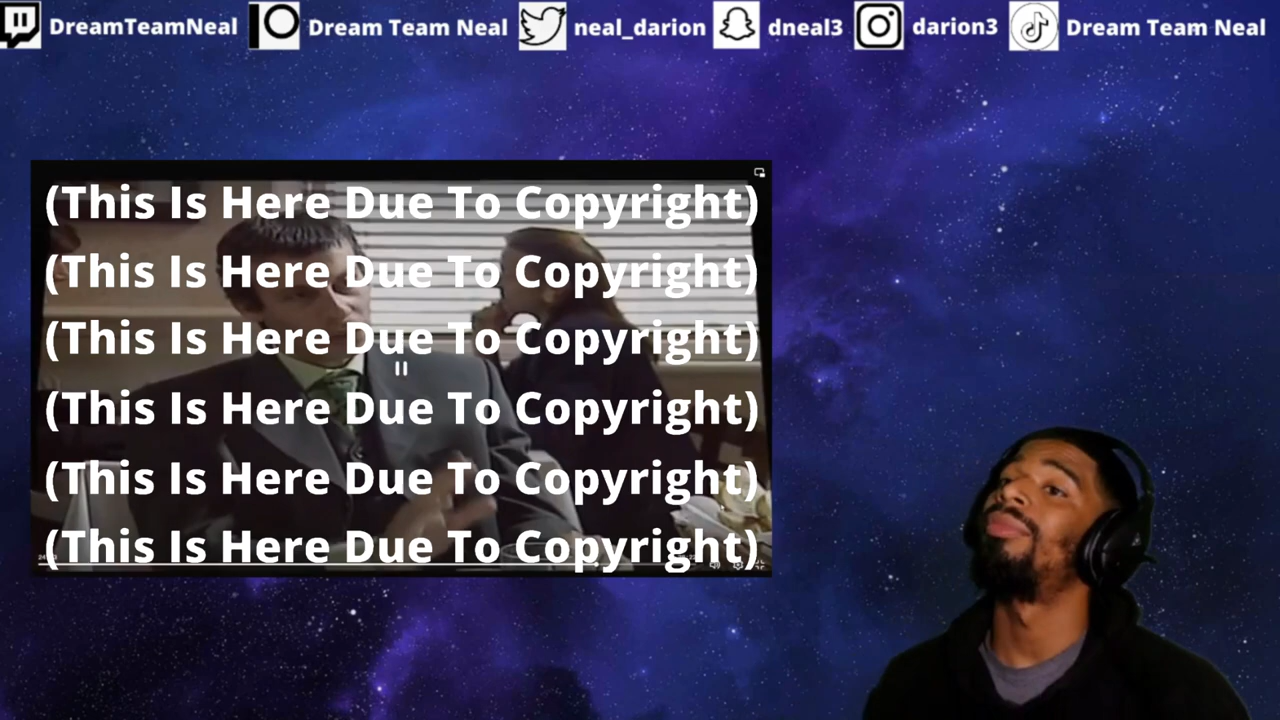 DreamTeamNeal Dream Team Neal neal_darion dneal3 darion3 Dream Team Neal
(This Is Here Due To Copyright)
(This Is Here Due To Copyright)
(This Is Here Due To Copyright)
(This Is Here Due To Copyright)
(This Is Here Due To Copyright)
(This Is Here Due To Copyright)